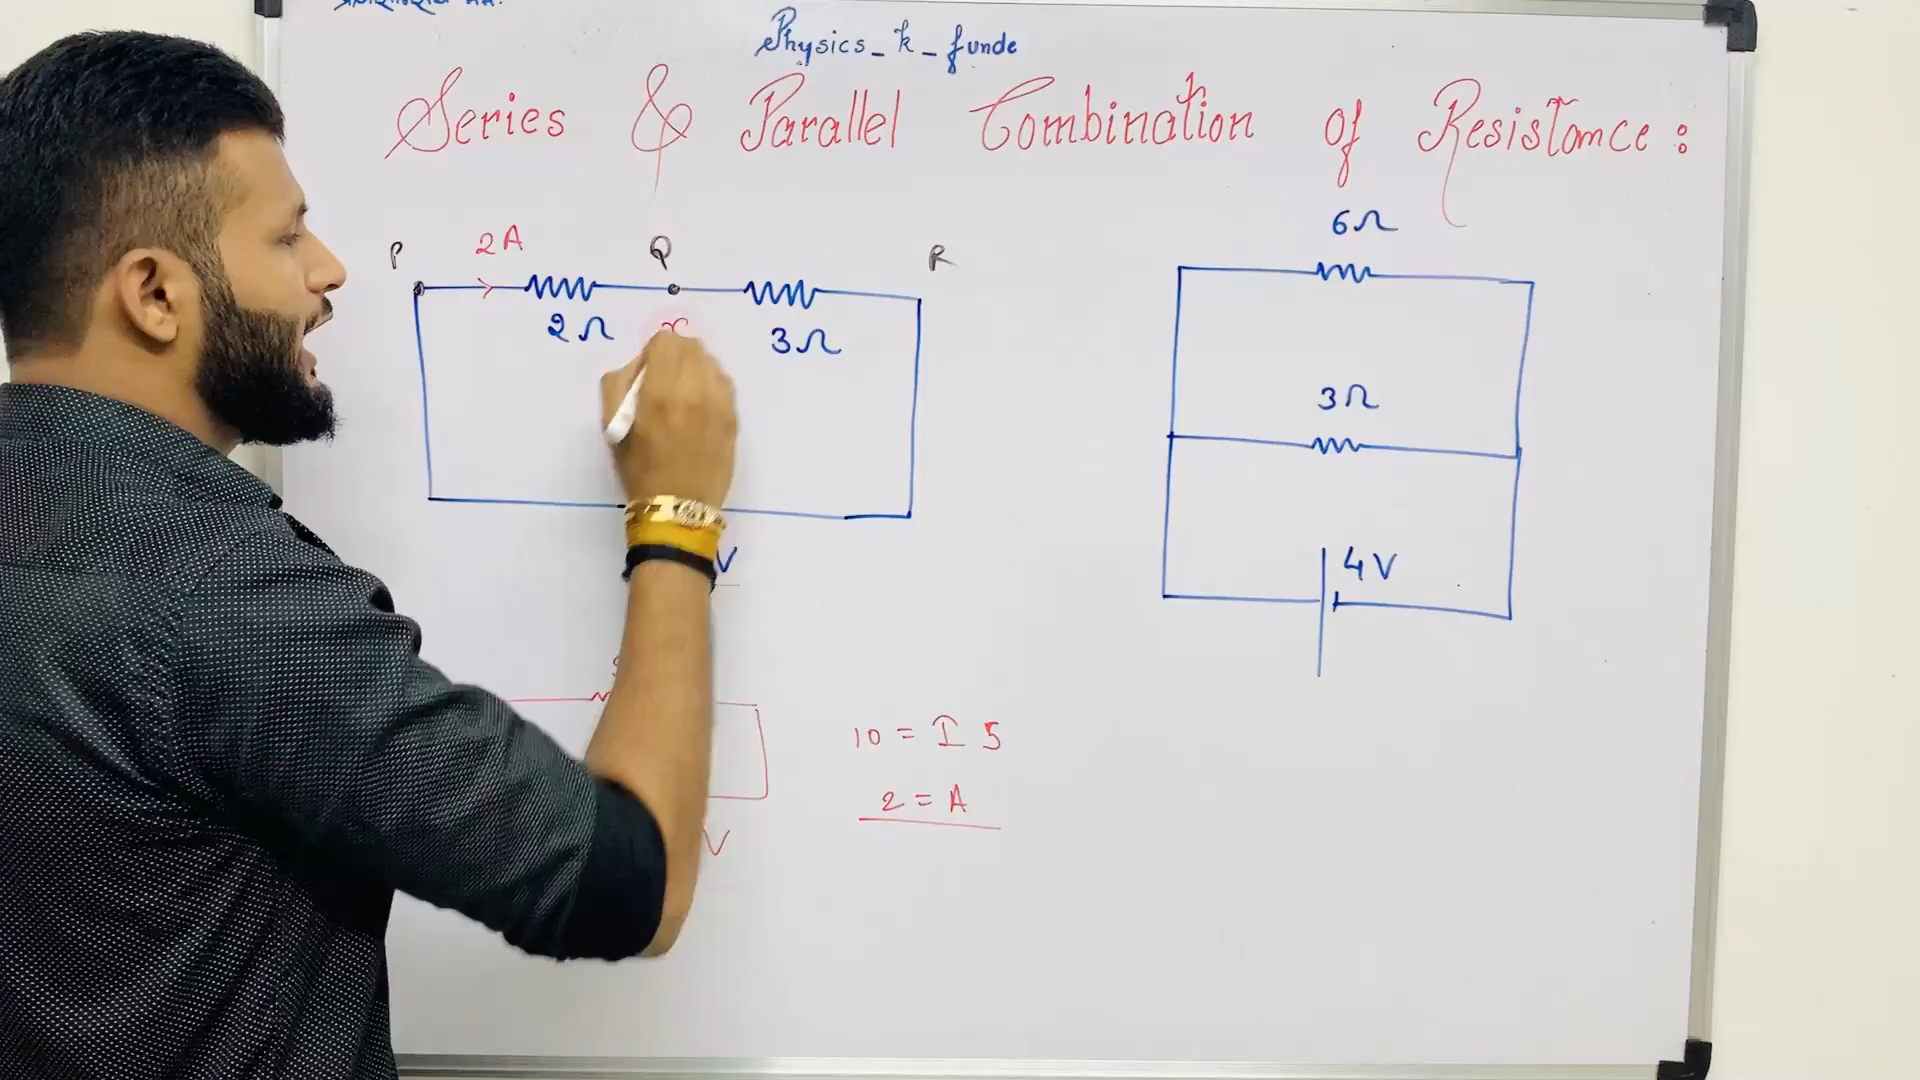 Physics_k_funde
Series & Parallel Combination of Resistance:
P 2A Q R
2Ω x 3Ω
V
V
10 = I 5
2 = A
6Ω
3Ω
4V